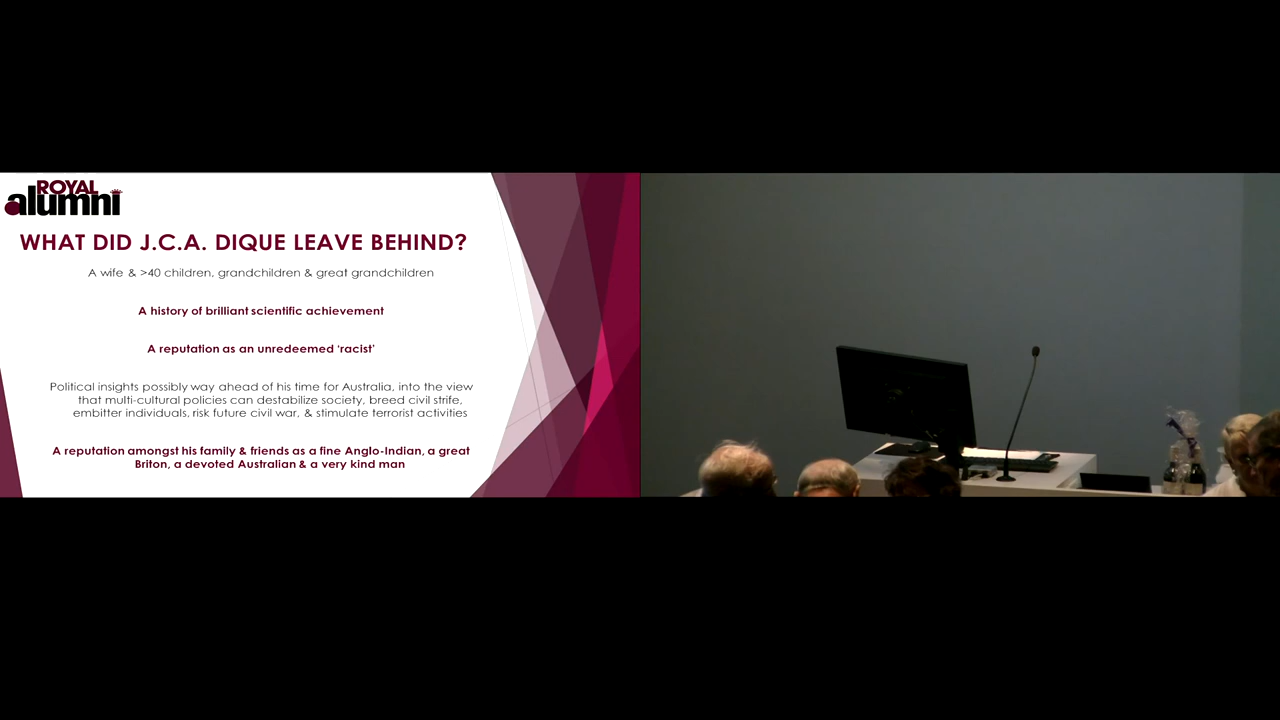 ROYAL
alumni
WHAT DID J.C.A. DIQUE LEAVE BEHIND?
A wife & >40 children, grandchildren & great grandchildren
A history of brilliant scientific achievement
A reputation as an unredeemed ‘racist’
Political insights possibly way ahead of his time for Australia, into the view
that multi-cultural policies can destabilize society, breed civil strife,
embitter individuals, risk future civil war, & stimulate terrorist activities
A reputation amongst his family & friends as a fine Anglo-Indian, a great
Briton, a devoted Australian & a very kind man